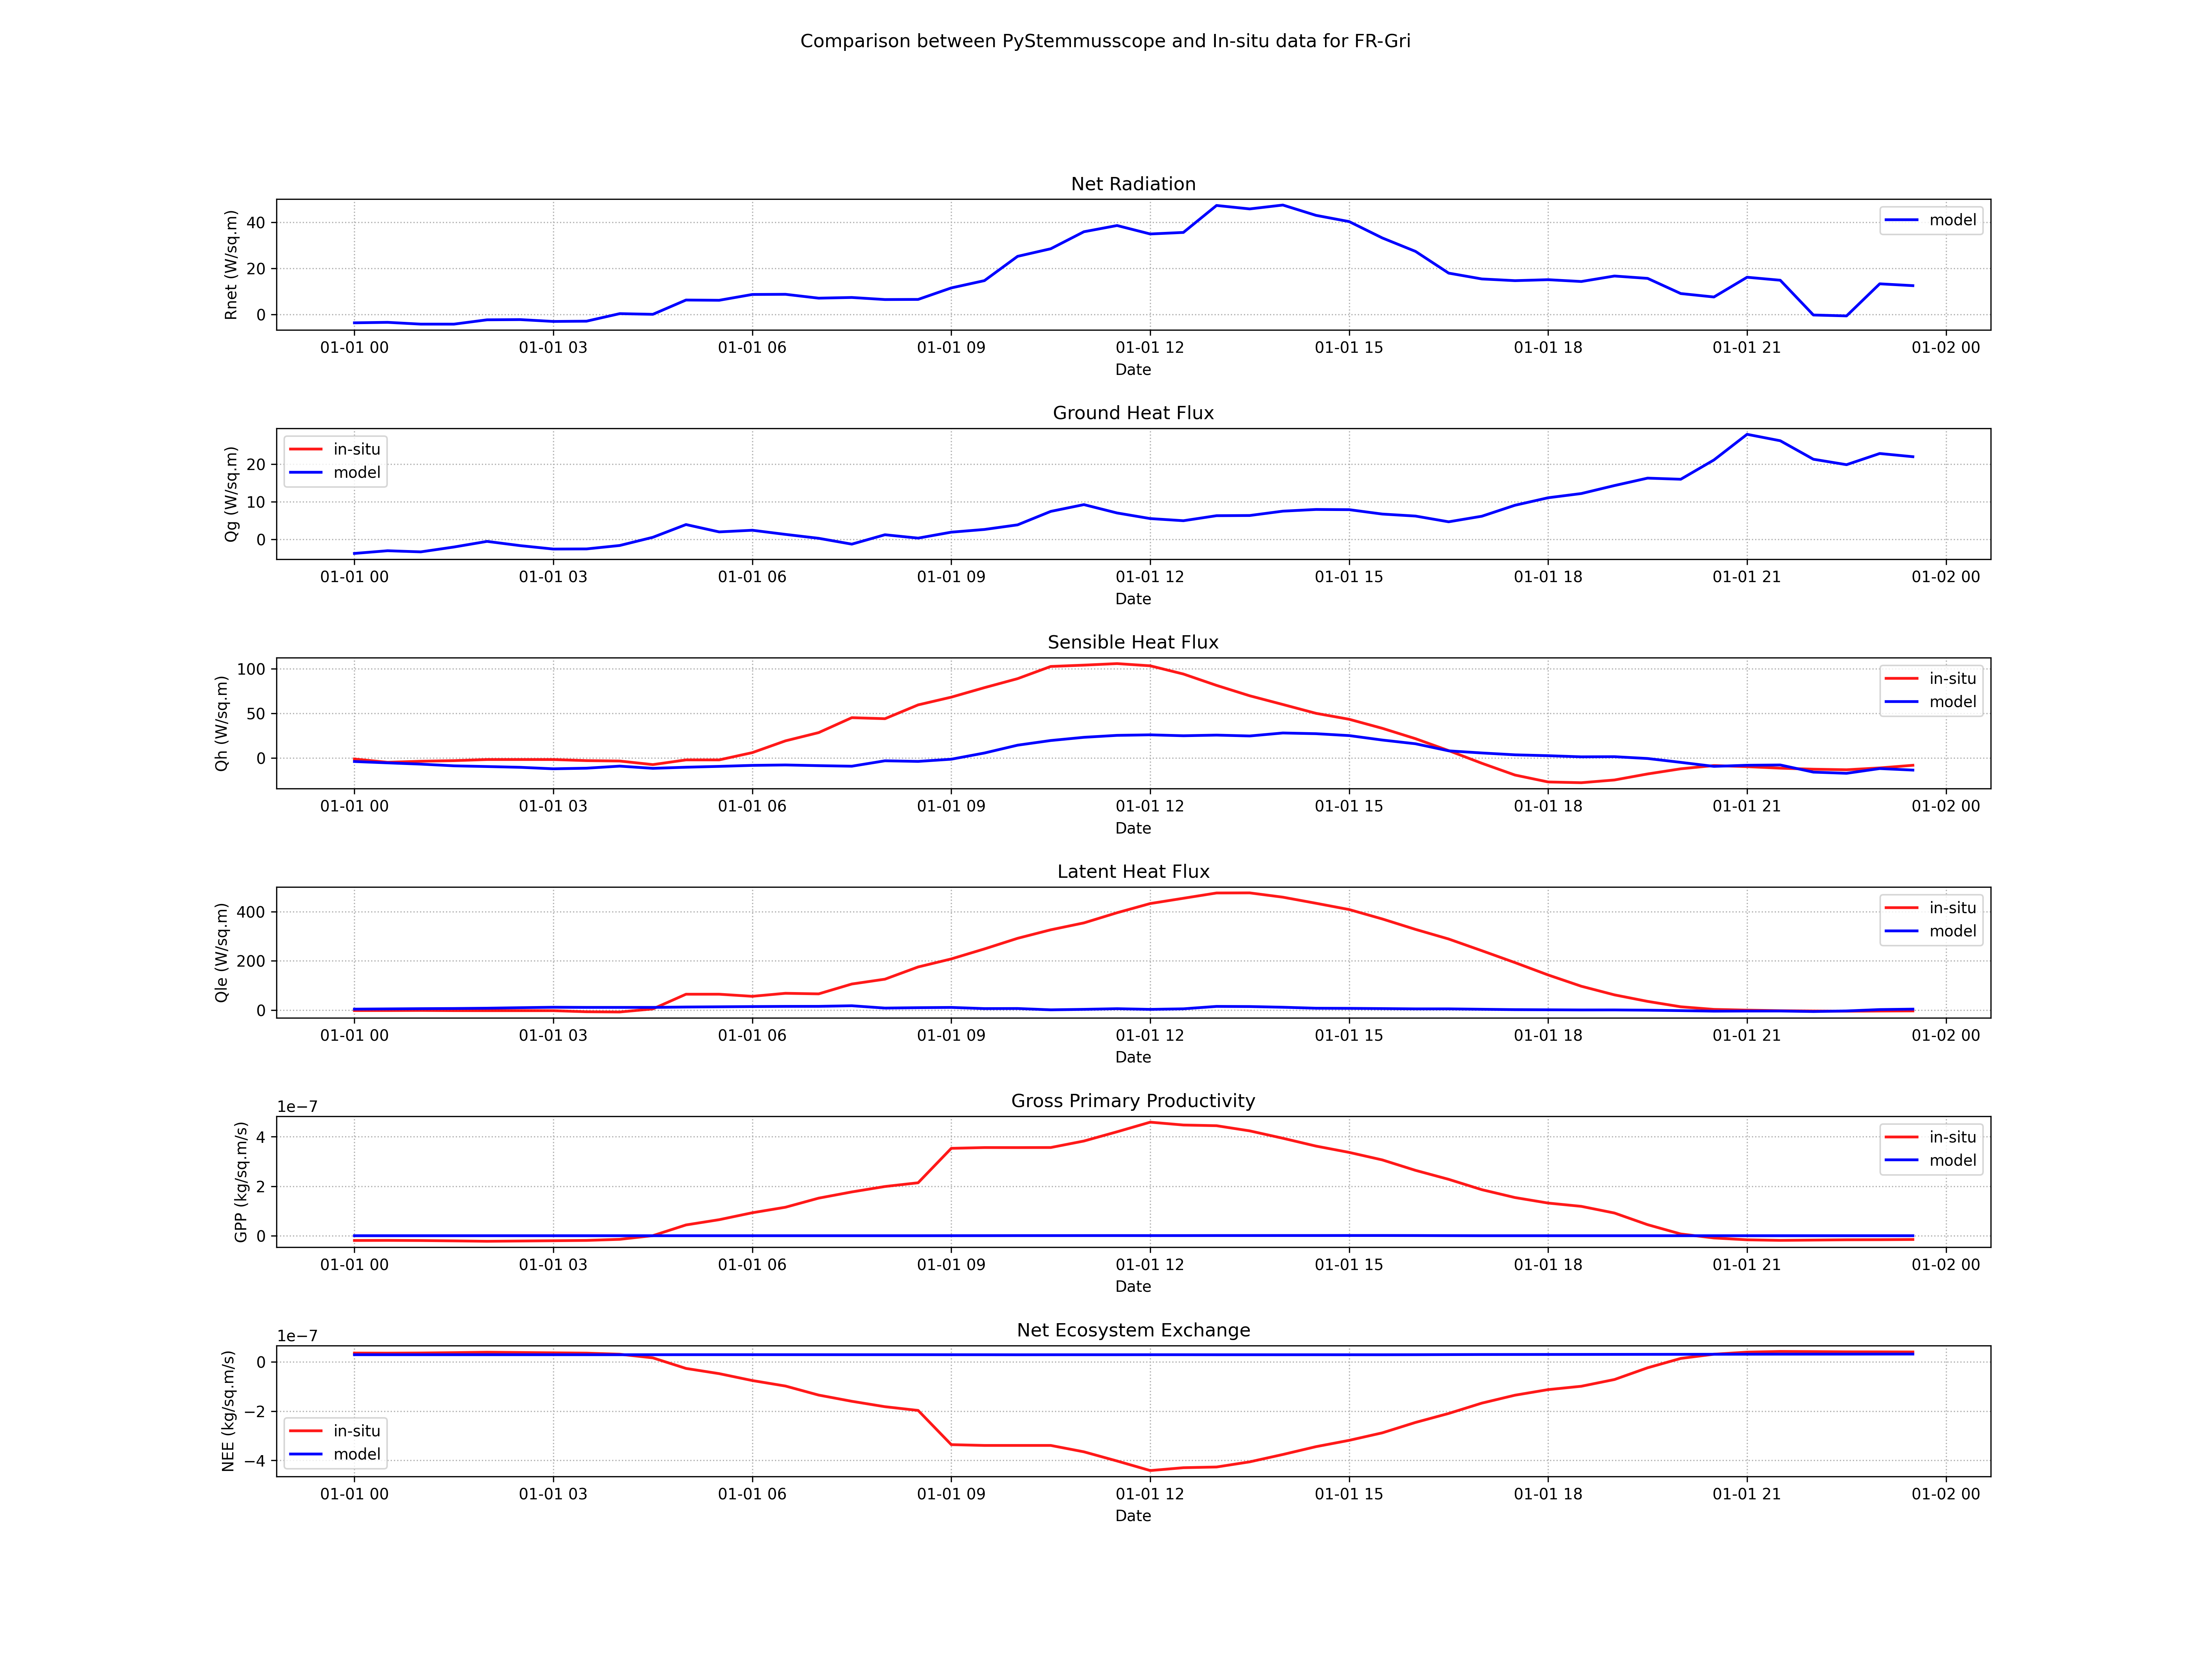 Comparison between PyStemmusscope and In-situ data for FR-Gri
Net Radiation
Rnet (W/sq.m)
40
20
0
model
01-01 00 01-01 03 01-01 06 01-01 09 01-01 12 01-01 15 01-01 18 01-01 21 01-02 00
Date
Ground Heat Flux
Qg (W/sq.m)
20
10
0
in-situ
model
01-01 00 01-01 03 01-01 06 01-01 09 01-01 12 01-01 15 01-01 18 01-01 21 01-02 00
Date
Sensible Heat Flux
Qh (W/sq.m)
100
50
0
in-situ
model
01-01 00 01-01 03 01-01 06 01-01 09 01-01 12 01-01 15 01-01 18 01-01 21 01-02 00
Date
Latent Heat Flux
Qle (W/sq.m)
400
200
0
in-situ
model
01-01 00 01-01 03 01-01 06 01-01 09 01-01 12 01-01 15 01-01 18 01-01 21 01-02 00
Date
Gross Primary Productivity
1e−7
GPP (kg/sq.m/s)
4
2
0
in-situ
model
01-01 00 01-01 03 01-01 06 01-01 09 01-01 12 01-01 15 01-01 18 01-01 21 01-02 00
Date
Net Ecosystem Exchange
1e−7
NEE (kg/sq.m/s)
0
−2
−4
in-situ
model
01-01 00 01-01 03 01-01 06 01-01 09 01-01 12 01-01 15 01-01 18 01-01 21 01-02 00
Date